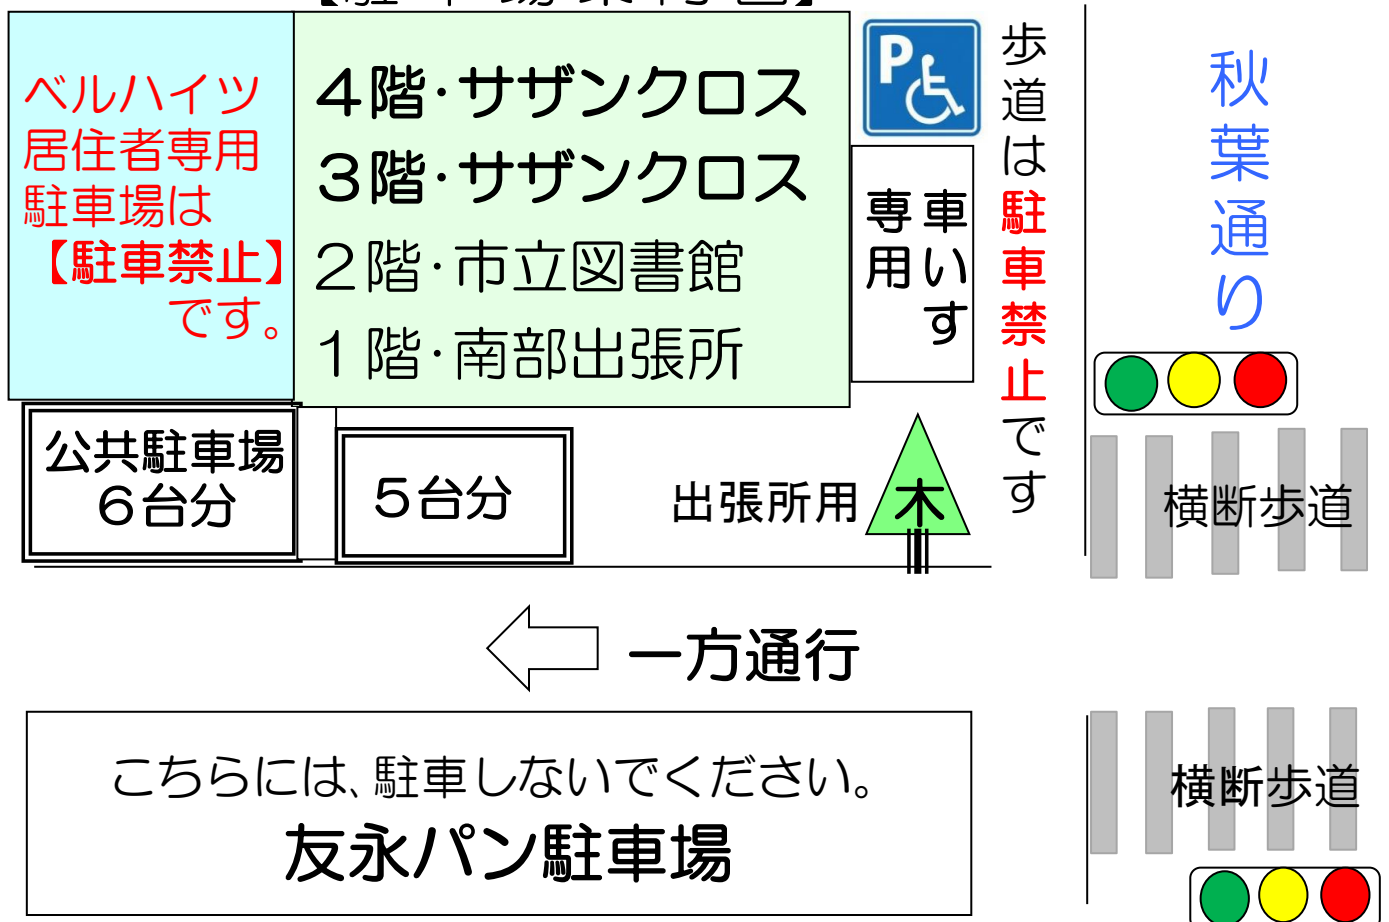 ベルハイツ
居住者専用
駐車場は
【駐車禁止】
です。
4階・サザンクロス
3階・サザンクロス
2階・市立図書館
1階・南部出張所
P
車いす
専用
歩道は駐車禁止です
秋葉通り
公共駐車場
6台分
5台分
出張所用
木
横断歩道
一方通行
こちらには、駐車しないでください。
友永パン駐車場
横断歩道